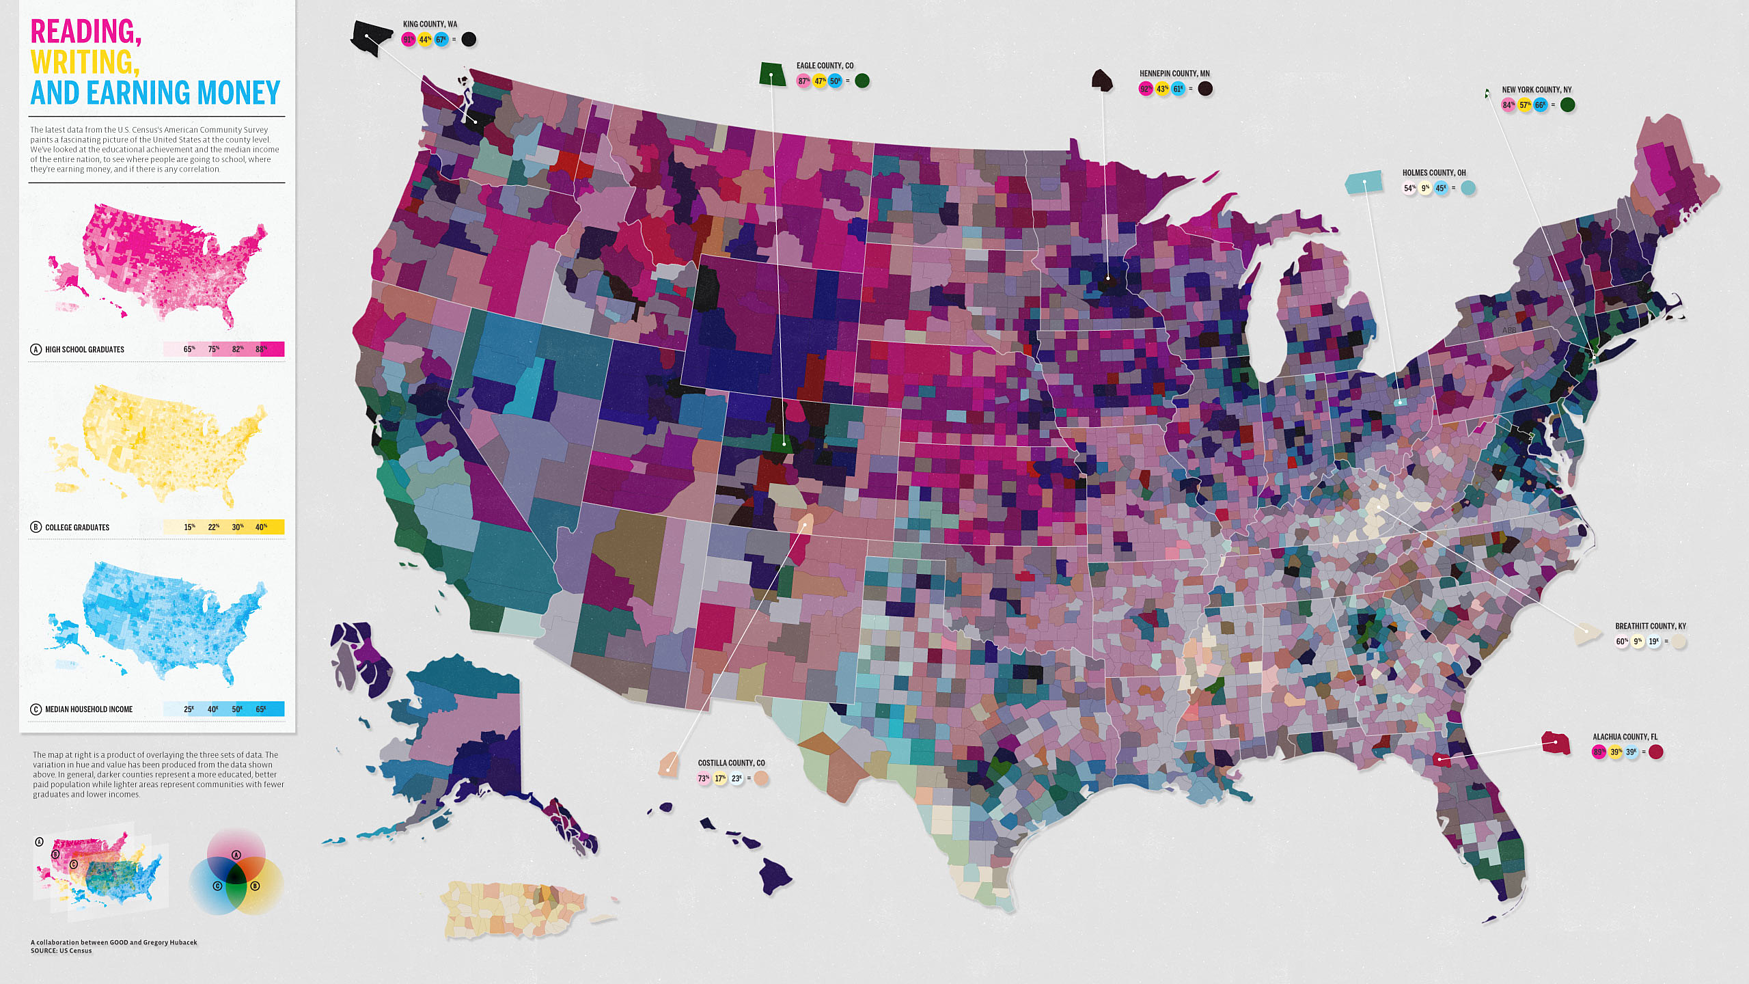 READING,
WRITING,
AND EARNING MONEY
The latest data from the U.S. Census's American Community Survey
paints a fascinating picture of the United States at the county level.
We've looked at the educational achievement and the median income
of the entire nation, to see where people are going to school, where
they're earning money, and if there is any correlation.
A HIGH SCHOOL GRADUATES 65% 75% 82% 88%
B COLLEGE GRADUATES 15% 22% 30% 40%
C MEDIAN HOUSEHOLD INCOME 25K 40K 50K 65K
The map at right is a product of overlaying the three sets of data. The
variation in hue and value has been produced from the data shown
above. In general, darker counties represent a more educated, better
paid population while lighter areas represent communities with fewer
graduates and lower incomes.
A
B
C
A
C
B
A collaboration between GOOD and Gregory Hubacek
SOURCE: US Census
KING COUNTY, WA
91% 44% 67K =
EAGLE COUNTY, CO
87% 47% 50K =
HENNEPIN COUNTY, MN
92% 43% 61K =
NEW YORK COUNTY, NY
84% 57% 66K =
HOLMES COUNTY, OH
54% 9% 45K =
BREATHITT COUNTY, KY
60% 9% 19K =
ALACHUA COUNTY, FL
89% 39% 39K =
COSTILLA COUNTY, CO
73% 17% 23K =